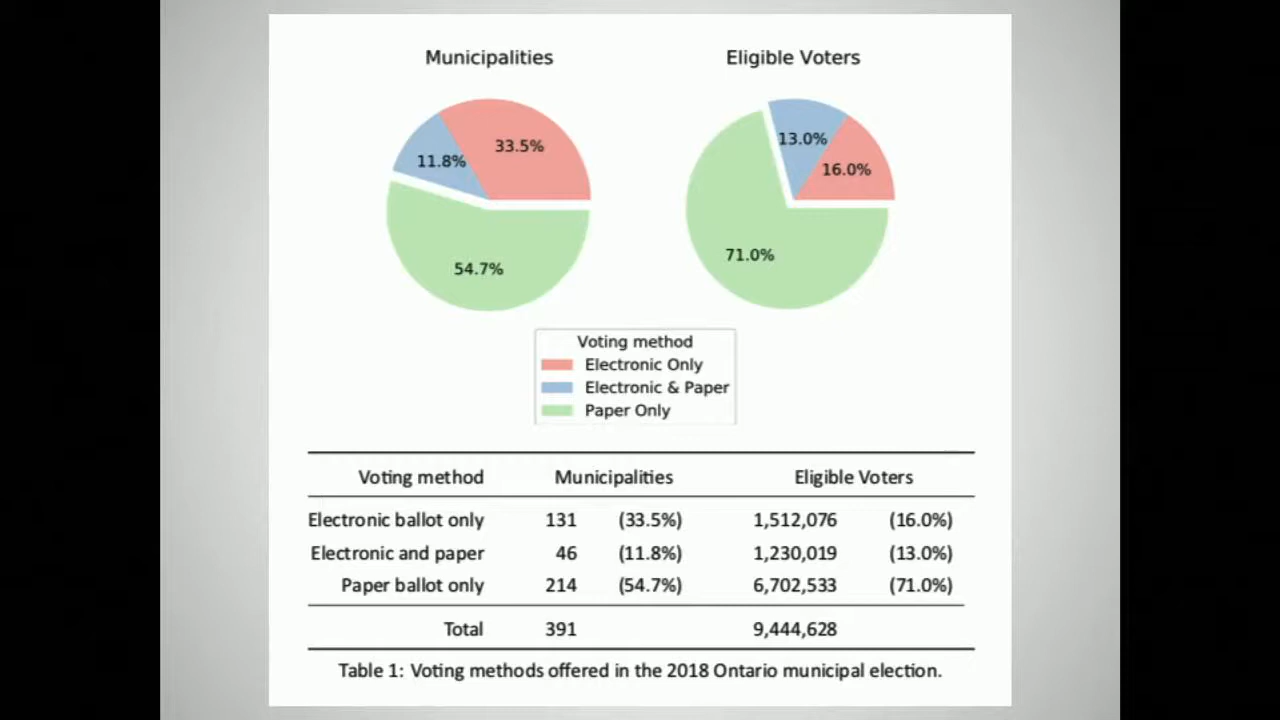 Municipalities Eligible Voters
33.5% 11.8% 54.7%
13.0% 16.0% 71.0%
Voting method
Electronic Only
Electronic & Paper
Paper Only
Voting method Municipalities Eligible Voters
Electronic ballot only 131 (33.5%) 1,512,076 (16.0%)
Electronic and paper 46 (11.8%) 1,230,019 (13.0%)
Paper ballot only 214 (54.7%) 6,702,533 (71.0%)
Total 391 9,444,628
Table 1: Voting methods offered in the 2018 Ontario municipal election.